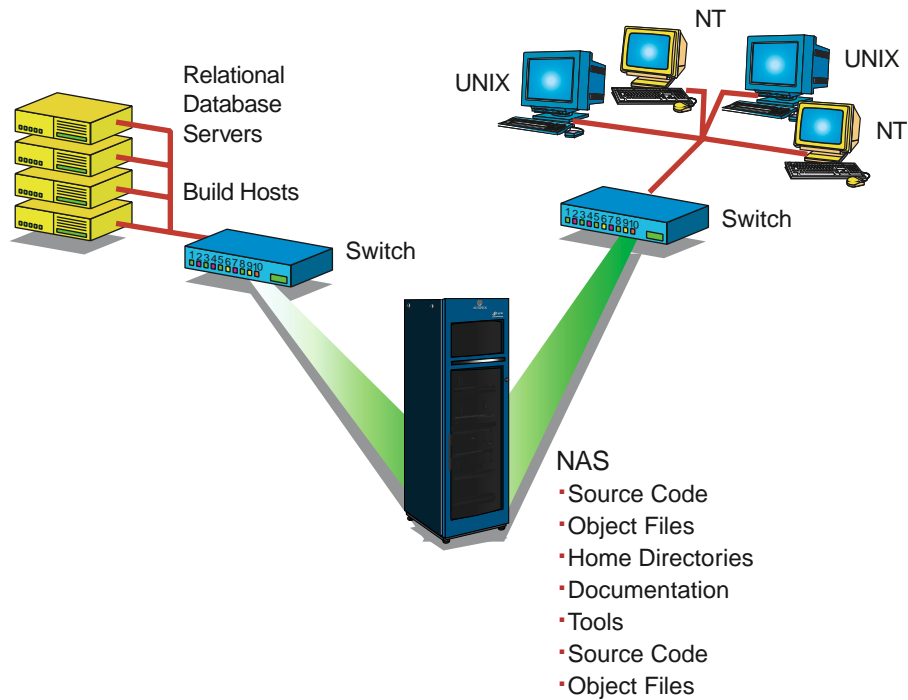 NT
UNIX
UNIX
NT
Relational
Database
Servers
Build Hosts
Switch
12345678910
Switch
12345678910
NAS
▪Source Code
▪Object Files
▪Home Directories
▪Documentation
▪Tools
▪Source Code
▪Object Files